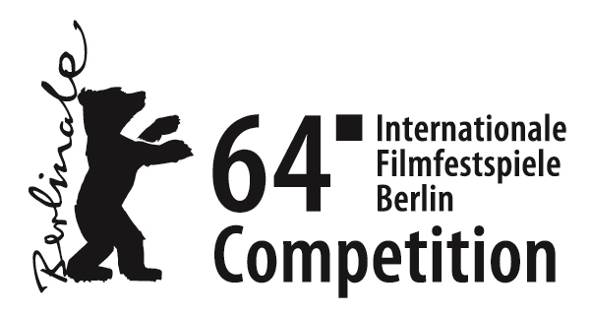 Berlinale
64
Internationale
Filmfestspiele
Berlin
Competition